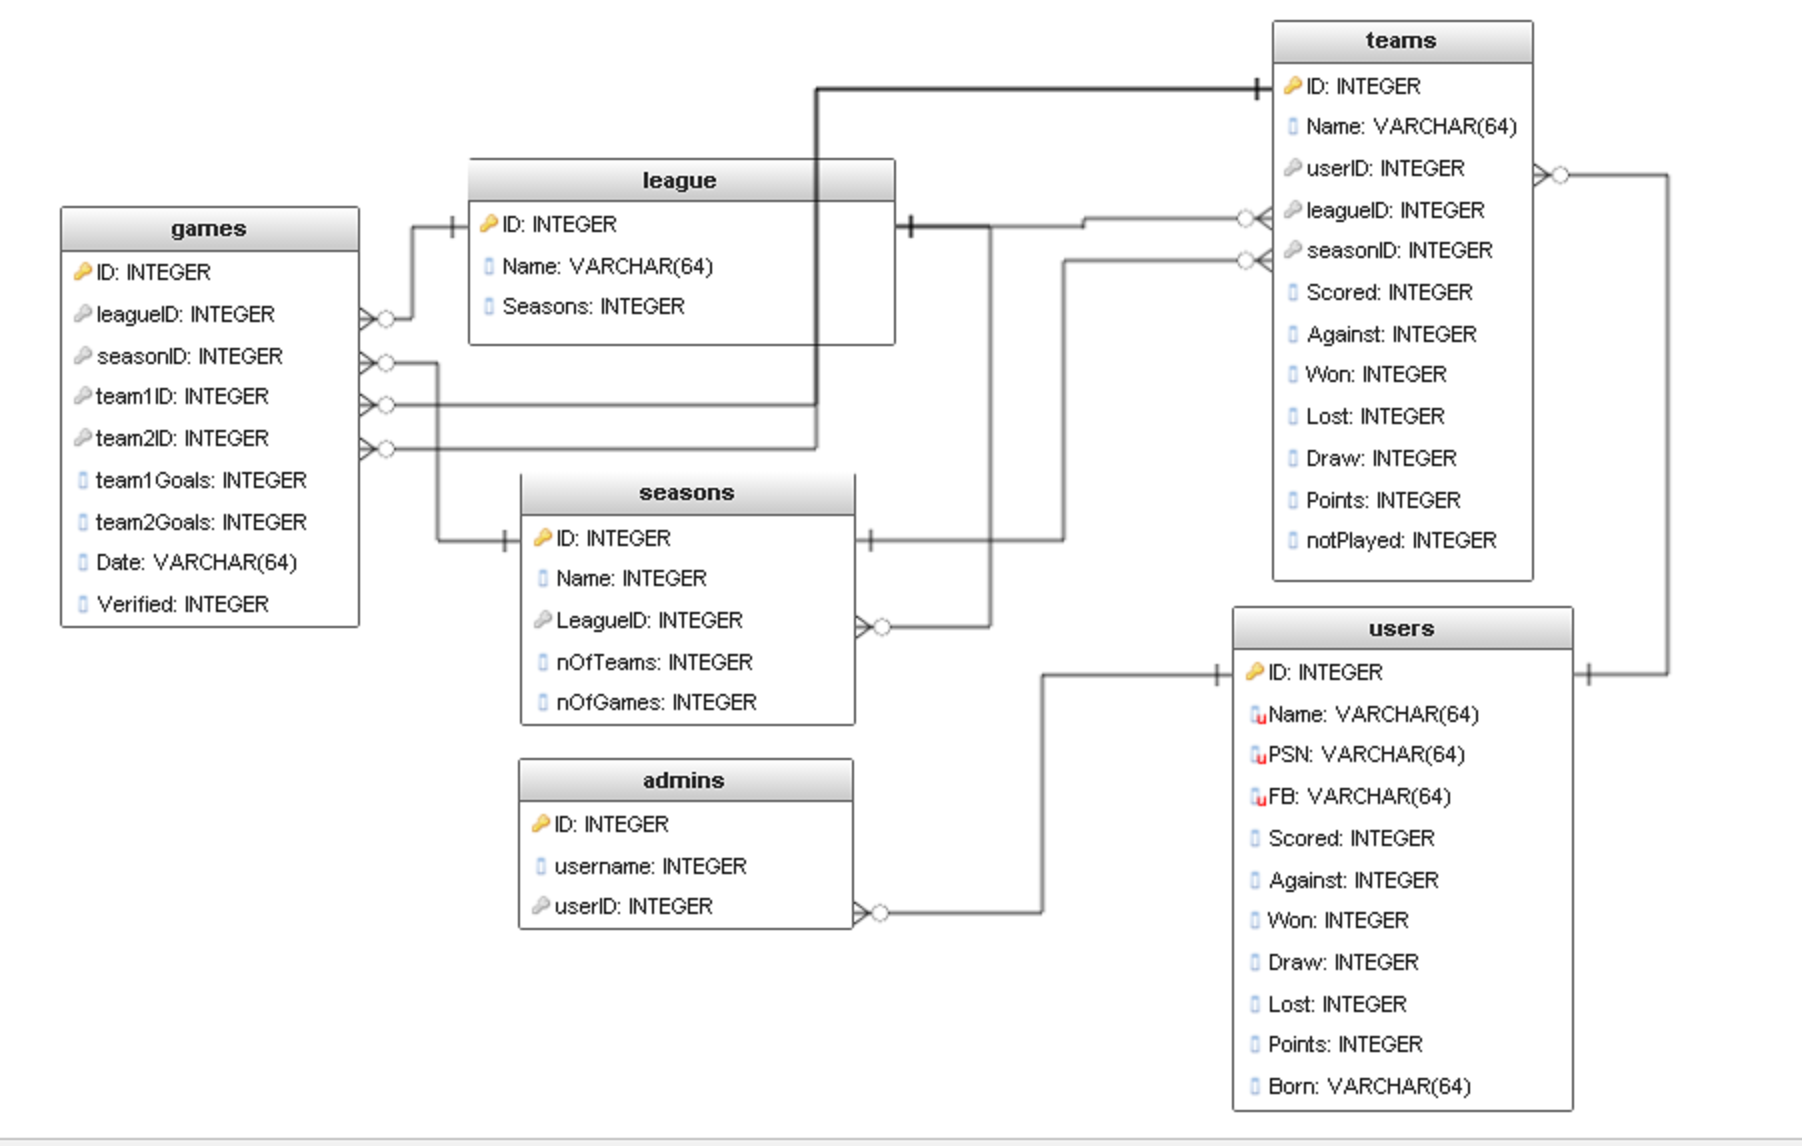 teams
ID: INTEGER
Name: VARCHAR(64)
userID: INTEGER
leagueID: INTEGER
seasonID: INTEGER
Scored: INTEGER
Against: INTEGER
Won: INTEGER
Lost: INTEGER
Draw: INTEGER
Points: INTEGER
notPlayed: INTEGER
league
ID: INTEGER
Name: VARCHAR(64)
Seasons: INTEGER
games
ID: INTEGER
leagueID: INTEGER
seasonID: INTEGER
team1ID: INTEGER
team2ID: INTEGER
team1Goals: INTEGER
team2Goals: INTEGER
Date: VARCHAR(64)
Verified: INTEGER
seasons
ID: INTEGER
Name: INTEGER
LeagueID: INTEGER
nOfTeams: INTEGER
nOfGames: INTEGER
users
ID: INTEGER
Name: VARCHAR(64)
PSN: VARCHAR(64)
FB: VARCHAR(64)
Scored: INTEGER
Against: INTEGER
Won: INTEGER
Draw: INTEGER
Lost: INTEGER
Points: INTEGER
Born: VARCHAR(64)
admins
ID: INTEGER
username: INTEGER
userID: INTEGER